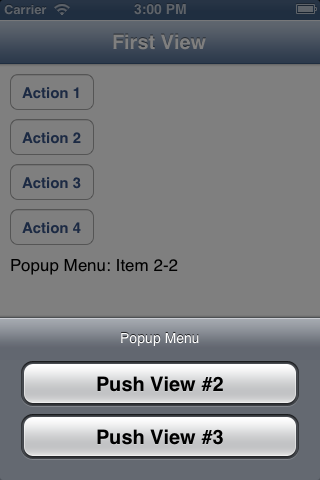 Carrier 3:00 PM
First View
Action 1
Action 2
Action 3
Action 4
Popup Menu: Item 2-2
Popup Menu
Push View #2
Push View #3